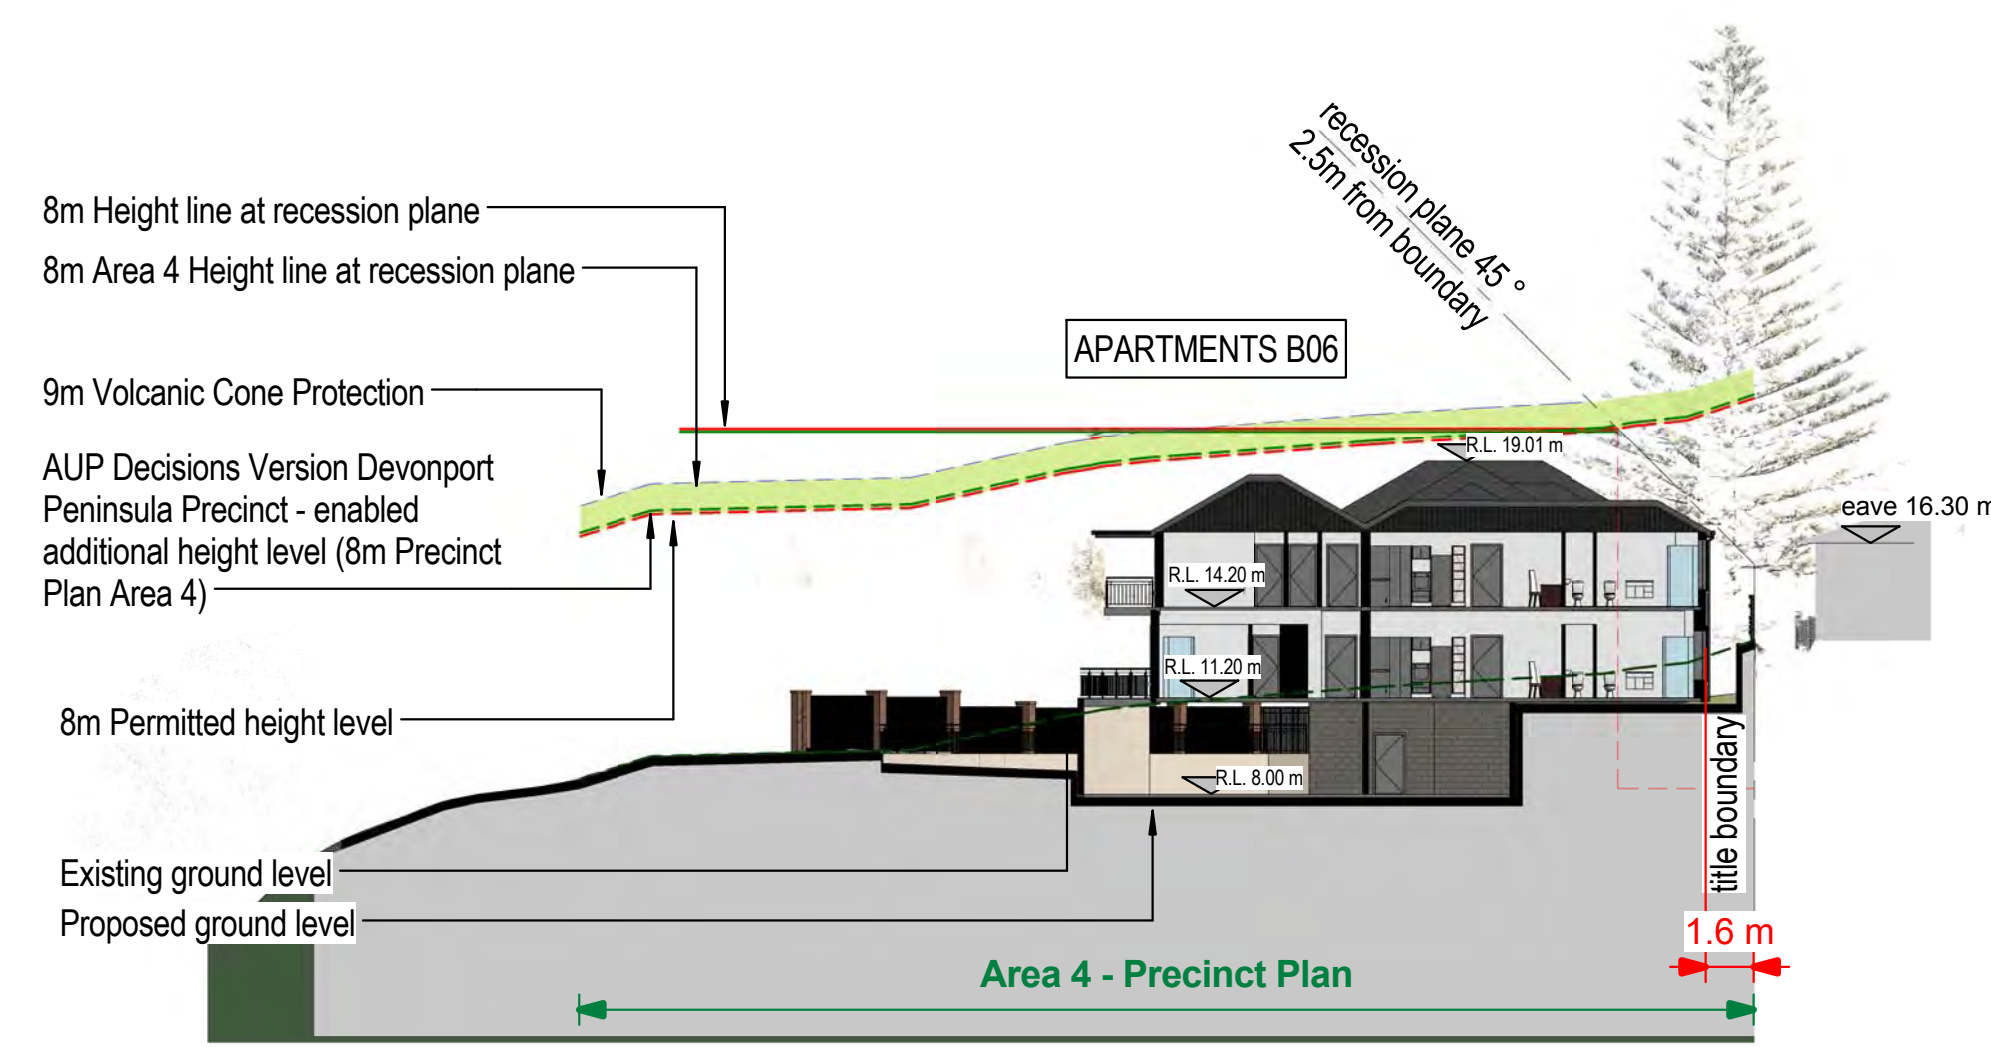 recession plane 45 °
2.5m from boundary
8m Height line at recession plane
8m Area 4 Height line at recession plane
APARTMENTS B06
9m Volcanic Cone Protection
AUP Decisions Version Devonport
Peninsula Precinct - enabled
additional height level (8m Precinct
Plan Area 4)
R.L. 19.01 m
eave 16.30 m
R.L. 14.20 m
R.L. 11.20 m
8m Permitted height level
R.L. 8.00 m
title boundary
Existing ground level
Proposed ground level
1.6 m
Area 4 - Precinct Plan